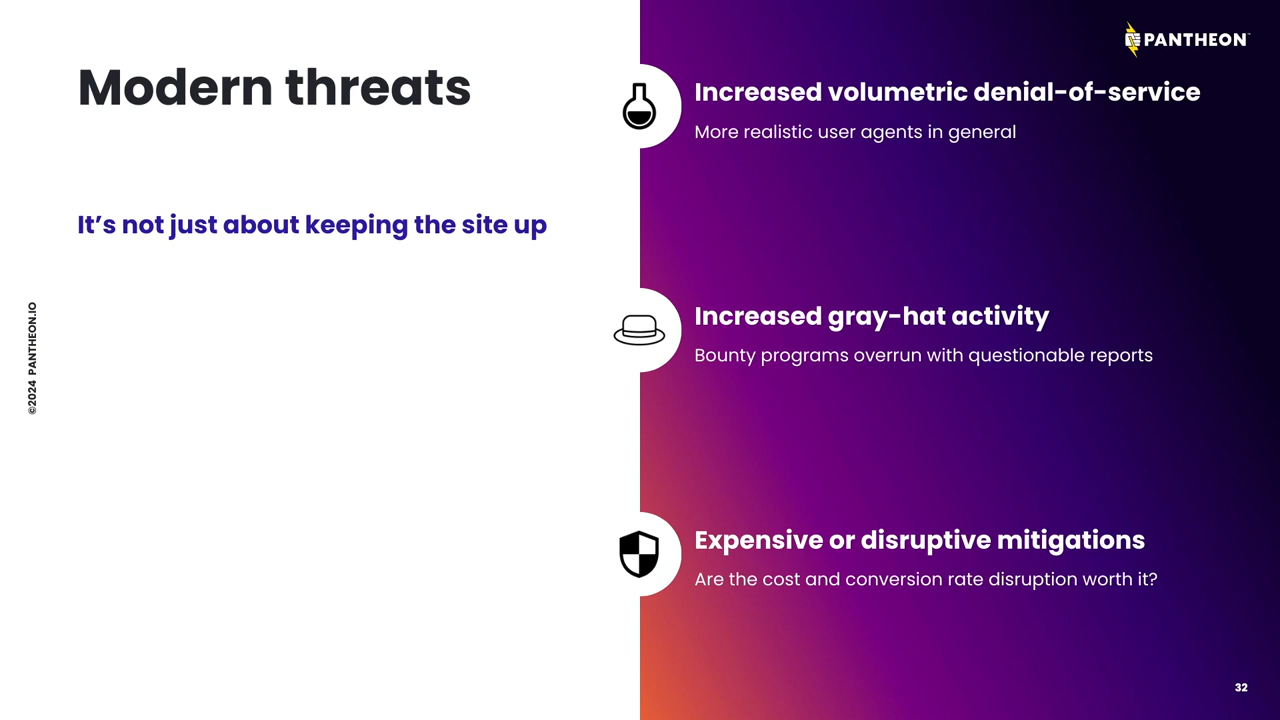 Modern threats
It’s not just about keeping the site up
©2024 PANTHEON.IO
PANTHEON™
Increased volumetric denial-of-service
More realistic user agents in general
Increased gray-hat activity
Bounty programs overrun with questionable reports
Expensive or disruptive mitigations
Are the cost and conversion rate disruption worth it?
32